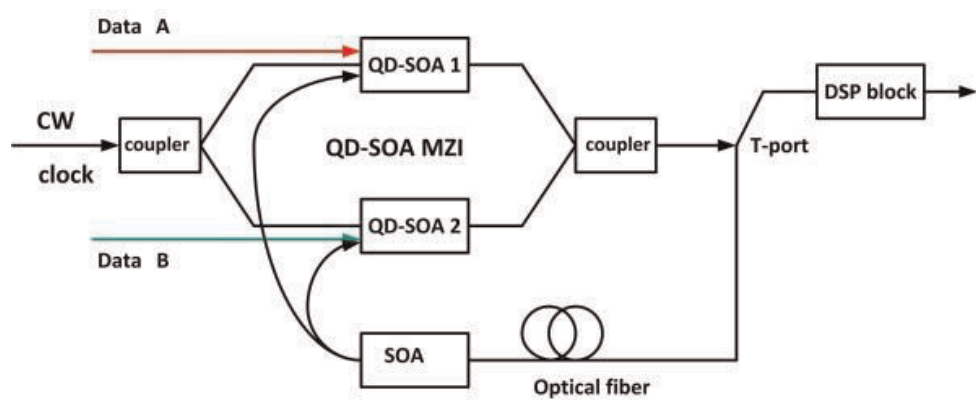 Data A
QD-SOA 1
DSP block
CW
coupler
QD-SOA MZI
coupler
T-port
clock
QD-SOA 2
Data B
SOA
Optical fiber